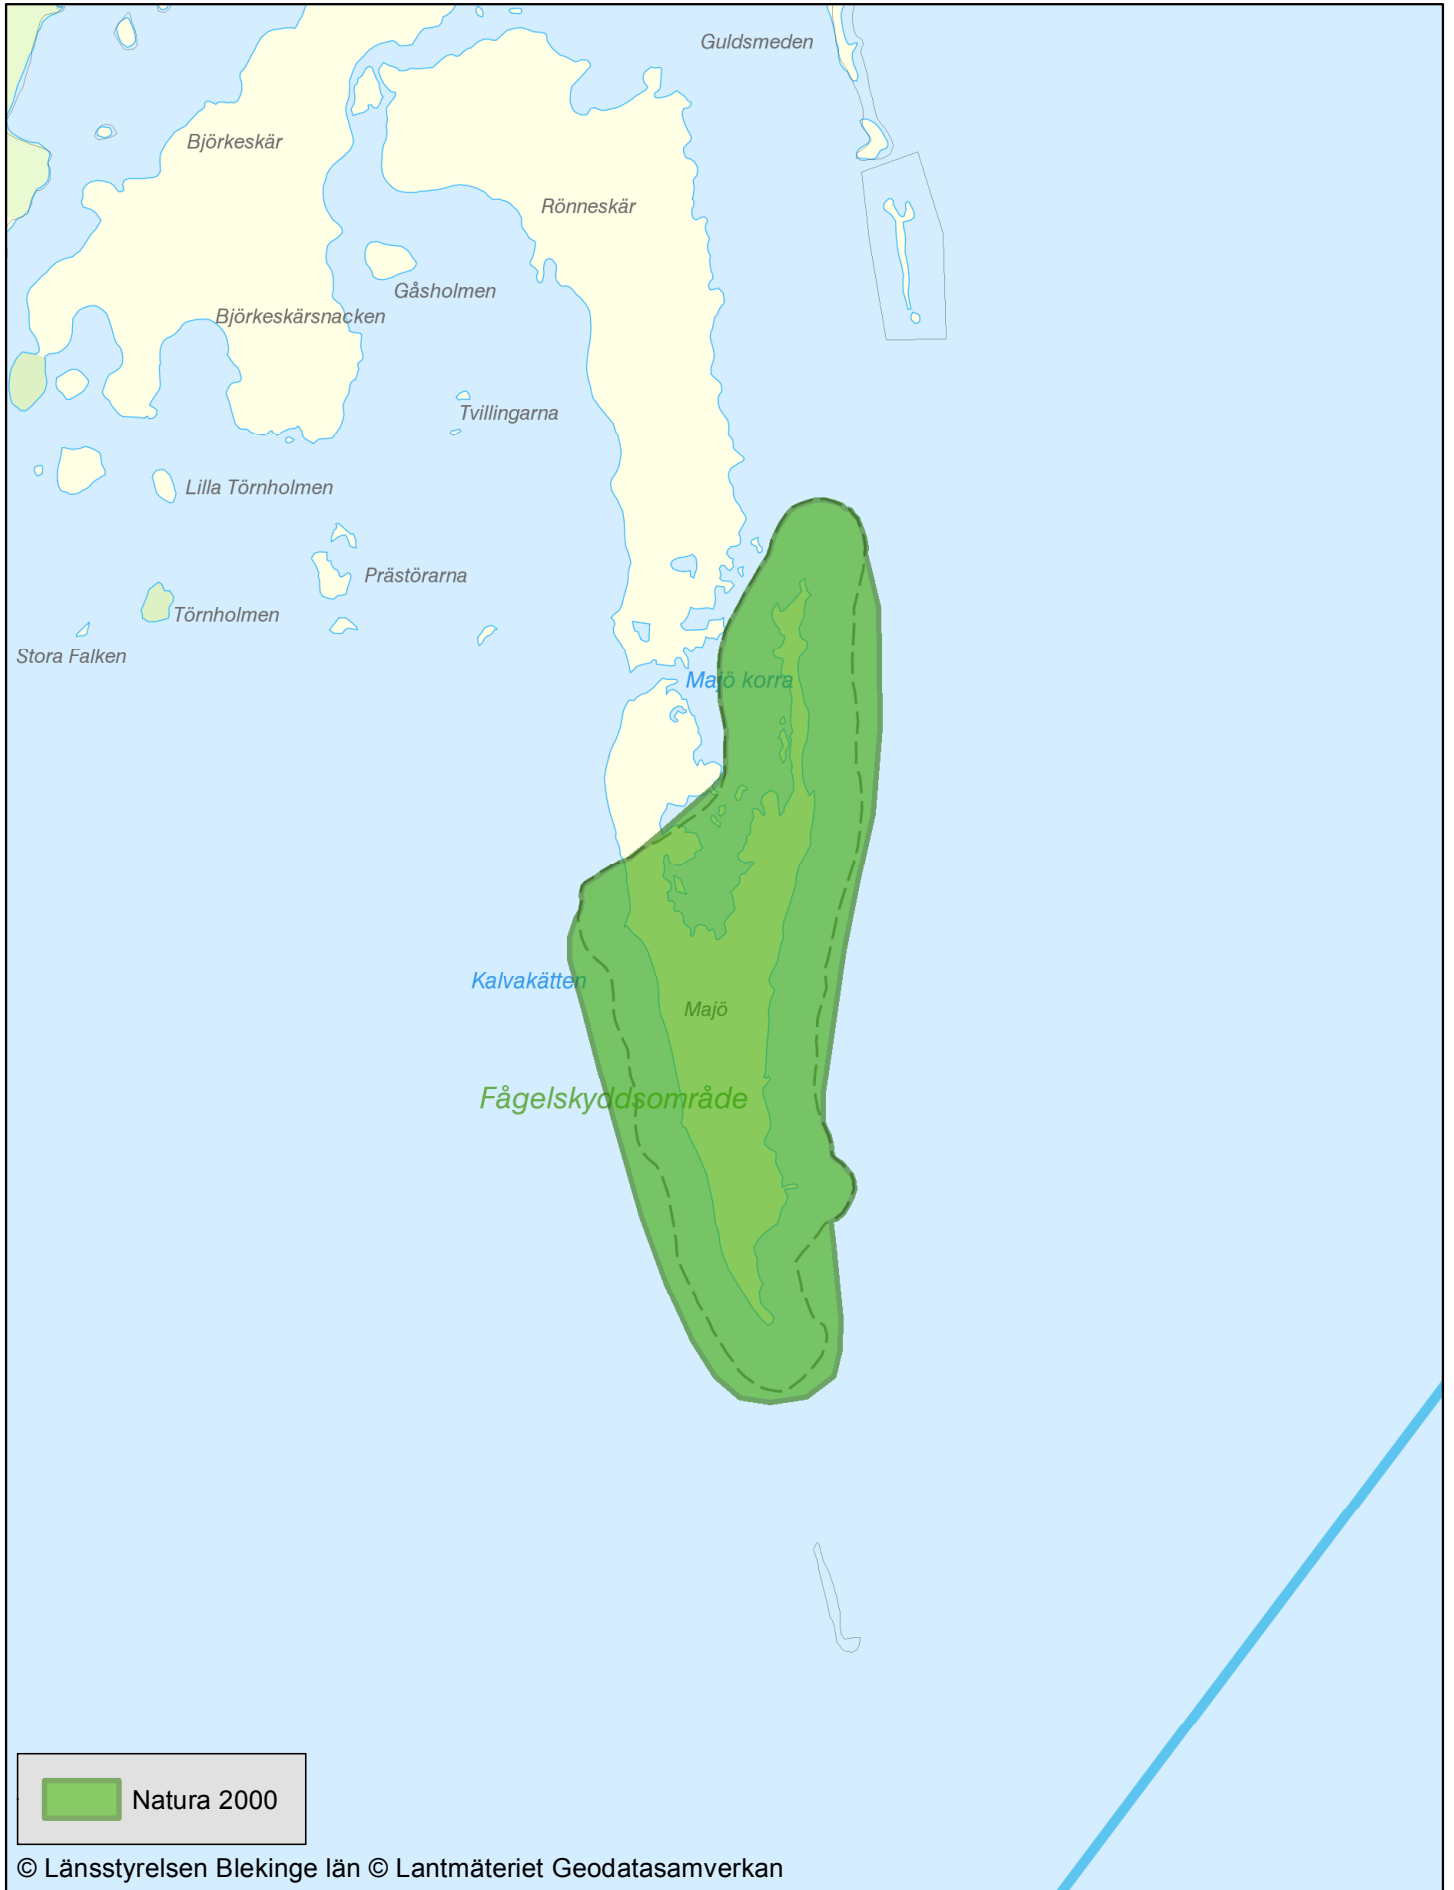 Guldsmeden
Björkeskär
Rönneskär
Gåsholmen
Björkeskärsnacken
Tvillingarna
Lilla Törnholmen
Prästörarna
Törnholmen
Stora Falken
Majö korra
Kalvakätten
Majö
Fågelskyddsområde
Natura 2000
© Länsstyrelsen Blekinge län © Lantmäteriet Geodatasamverkan